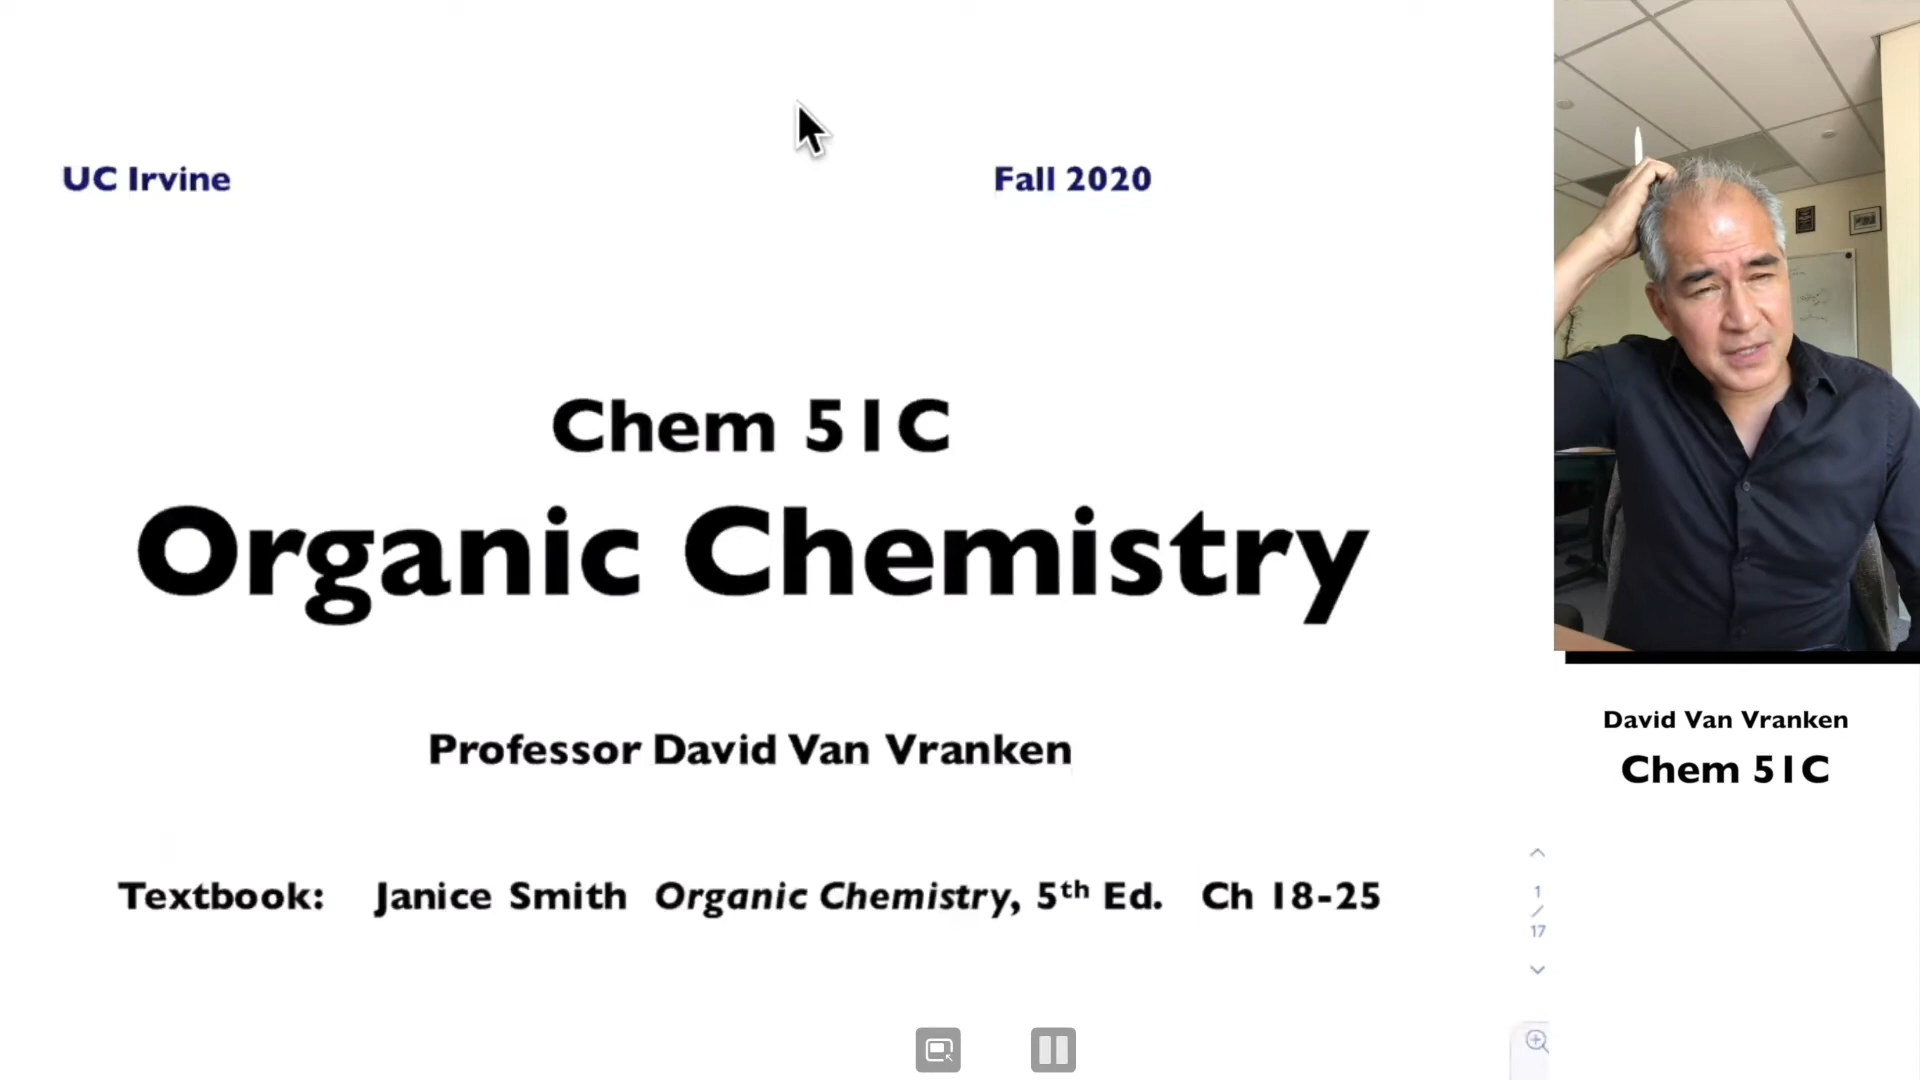 UC Irvine
Fall 2020
Chem 51C
Organic Chemistry
Professor David Van Vranken
Textbook: Janice Smith Organic Chemistry, 5th Ed. Ch 18-25
David Van Vranken
Chem 51C
1
/
17